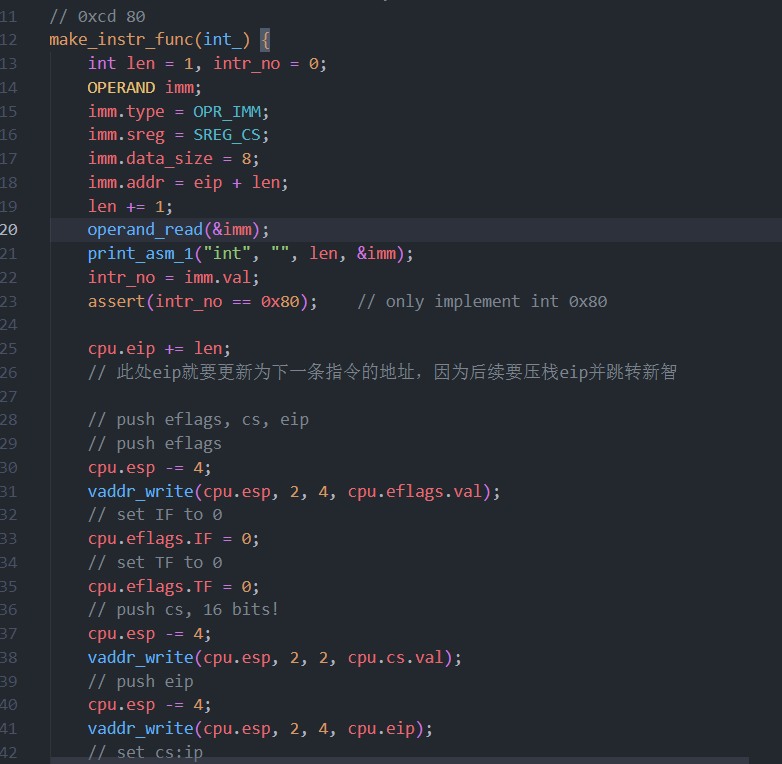 11 // 0xcd 80
12 make_instr_func(int_) {
13     int len = 1, intr_no = 0;
14     OPERAND imm;
15     imm.type = OPR_IMM;
16     imm.sreg = SREG_CS;
17     imm.data_size = 8;
18     imm.addr = eip + len;
19     len += 1;
20     operand_read(&imm);
21     print_asm_1("int", "", len, &imm);
22     intr_no = imm.val;
23     assert(intr_no == 0x80);    // only implement int 0x80
24
25     cpu.eip += len;
26     // 此处eip就要更新为下一条指令的地址，因为后续要压栈eip并跳转新智
27
28     // push eflags, cs, eip
29     // push eflags
30     cpu.esp -= 4;
31     vaddr_write(cpu.esp, 2, 4, cpu.eflags.val);
32     // set IF to 0
33     cpu.eflags.IF = 0;
34     // set TF to 0
35     cpu.eflags.TF = 0;
36     // push cs, 16 bits!
37     cpu.esp -= 4;
38     vaddr_write(cpu.esp, 2, 2, cpu.cs.val);
39     // push eip
40     cpu.esp -= 4;
41     vaddr_write(cpu.esp, 2, 4, cpu.eip);
42     // set cs:ip